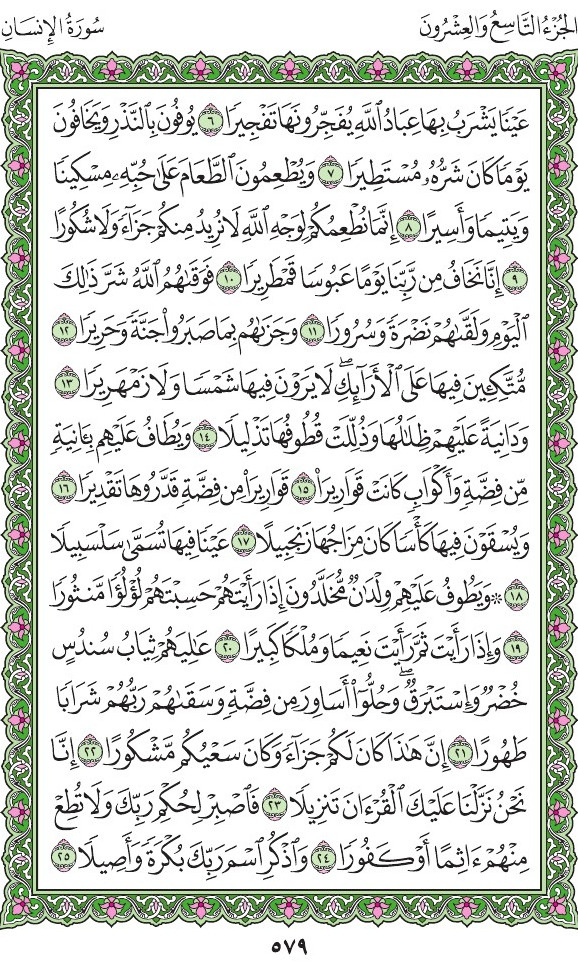 الجزء التاسع والعشرون
سورة الإنسان
عَيْنًا يَشْرَبُ بِهَا عِبَادُ ٱللَّهِ يُفَجِّرُونَهَا تَفْجِيرًا ٦ يُوفُونَ بِٱلنَّذْرِ وَيَخَافُونَ
يَوْمًا كَانَ شَرُّهُۥ مُسْتَطِيرًا ٧ وَيُطْعِمُونَ ٱلطَّعَامَ عَلَىٰ حُبِّهِۦ مِسْكِينًا
وَيَتِيمًا وَأَسِيرًا ٨ إِنَّمَا نُطْعِمُكُمْ لِوَجْهِ ٱللَّهِ لَا نُرِيدُ مِنكُمْ جَزَآءً وَلَا شُكُورًا
٩ إِنَّا نَخَافُ مِن رَّبِّنَا يَوْمًا عَبُوسًا قَمْطَرِيرًا ١٠ فَوَقَىٰهُمُ ٱللَّهُ شَرَّ ذَٰلِكَ
ٱلْيَوْمِ وَلَقَّىٰهُمْ نَضْرَةً وَسُرُورًا ١١ وَجَزَىٰهُم بِمَا صَبَرُوا۟ جَنَّةً وَحَرِيرًا ١٢
مُّتَّكِـِٔينَ فِيهَا عَلَى ٱلْأَرَآئِكِ ۖ لَا يَرَوْنَ فِيهَا شَمْسًا وَلَا زَمْهَرِيرًا ١٣
وَدَانِيَةً عَلَيْهِمْ ظِلَٰلُهَا وَذُلِّلَتْ قُطُوفُهَا تَذْلِيلًا ١٤ وَيُطَافُ عَلَيْهِم بِـَٔانِيَةٍ
مِّن فِضَّةٍ وَأَكْوَابٍ كَانَتْ قَوَارِيرَا۠ ١٥ قَوَارِيرَا۟ مِن فِضَّةٍ قَدَّرُوهَا تَقْدِيرًا ١٦
وَيُسْقَوْنَ فِيهَا كَأْسًا كَانَ مِزَاجُهَا زَنجَبِيلًا ١٧ عَيْنًا فِيهَا تُسَمَّىٰ سَلْسَبِيلًا
١٨ ۞ وَيَطُوفُ عَلَيْهِمْ وِلْدَٰنٌ مُّخَلَّدُونَ إِذَا رَأَيْتَهُمْ حَسِبْتَهُمْ لُؤْلُؤًا مَّنثُورًا
١٩ وَإِذَا رَأَيْتَ ثَمَّ رَأَيْتَ نَعِيمًا وَمُلْكًا كَبِيرًا ٢٠ عَٰلِيَهُمْ ثِيَابُ سُندُسٍ
خُضْرٌ وَإِسْتَبْرَقٌ ۖ وَحُلُّوٓا۟ أَسَاوِرَ مِن فِضَّةٍ وَسَقَىٰهُمْ رَبُّهُمْ شَرَابًا
طَهُورًا ٢١ إِنَّ هَٰذَا كَانَ لَكُمْ جَزَآءً وَكَانَ سَعْيُكُم مَّشْكُورًا ٢٢ إِنَّا
نَحْنُ نَزَّلْنَا عَلَيْكَ ٱلْقُرْءَانَ تَنزِيلًا ٢٣ فَٱصْبِرْ لِحُكْمِ رَبِّكَ وَلَا تُطِعْ
مِنْهُمْ ءَاثِمًا أَوْ كَفُورًا ٢٤ وَٱذْكُرِ ٱسْمَ رَبِّكَ بُكْرَةً وَأَصِيلًا ٢٥
٥٧٩